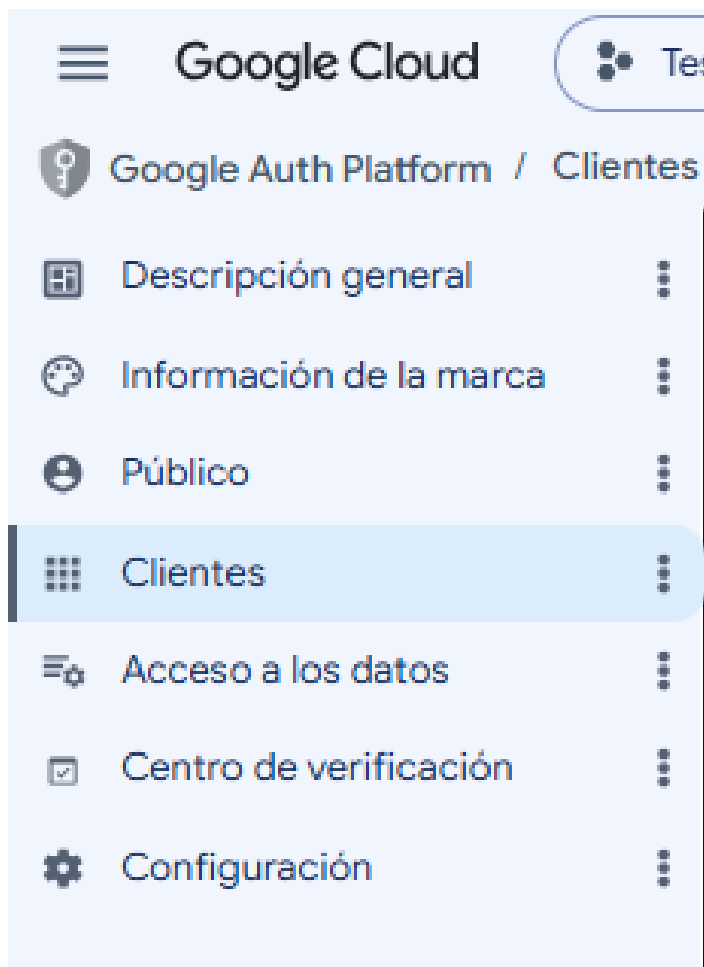 Google Cloud
Google Auth Platform / Clientes
Descripción general
Información de la marca
Público
Clientes
Acceso a los datos
Centro de verificación
Configuración